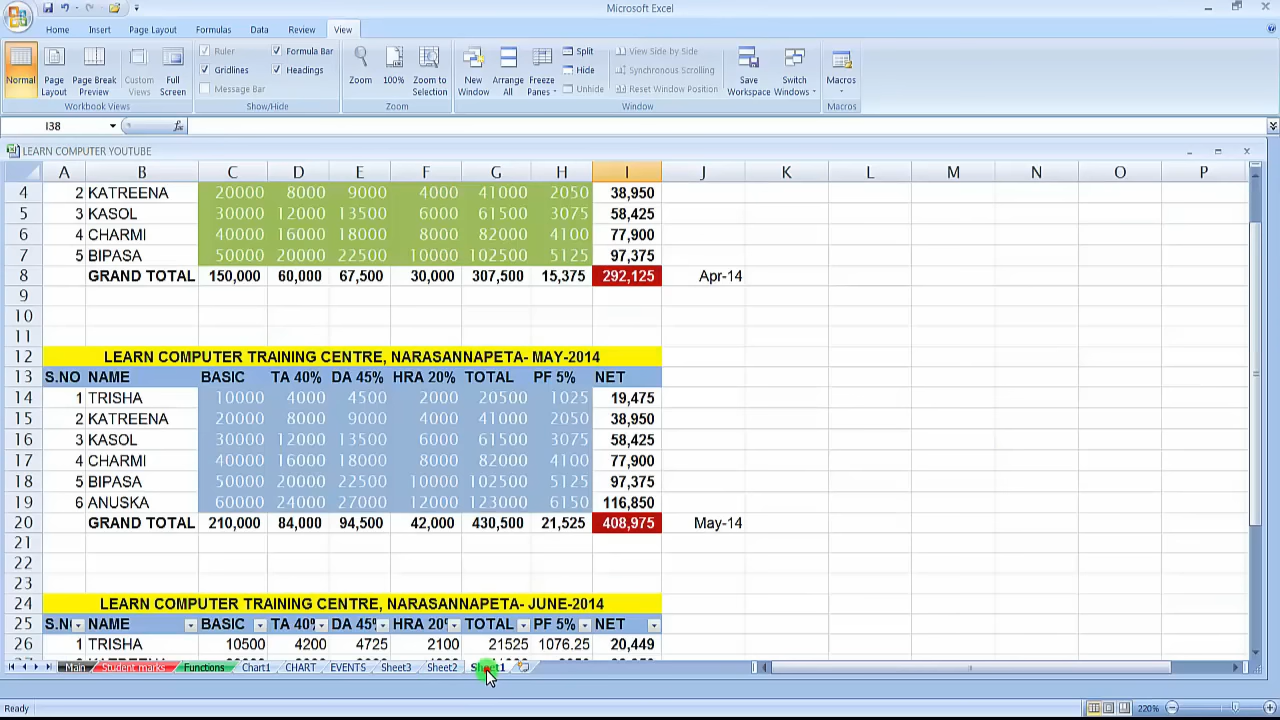 Microsoft Excel
Home Insert Page Layout Formulas Data Review View
Normal Page Layout Page Break Preview Custom Views Full Screen
Workbook Views
Ruler Formula Bar
Gridlines Headings
Message Bar
Show/Hide
Zoom 100% Zoom to Selection
Zoom
New Window Arrange All Freeze Panes
Split View Side by Side
Hide Synchronous Scrolling
Unhide Reset Window Position
Save Workspace Switch Windows
Window
Macros
Macros
I38 fx
LEARN COMPUTER YOUTUBE
A B C D E F G H I J K L M N O P
4 2 KATREENA 20000 8000 9000 4000 41000 2050 38,950
5 3 KASOL 30000 12000 13500 6000 61500 3075 58,425
6 4 CHARMI 40000 16000 18000 8000 82000 4100 77,900
7 5 BIPASA 50000 20000 22500 10000 102500 5125 97,375
8 GRAND TOTAL 150,000 60,000 67,500 30,000 307,500 15,375 292,125 Apr-14
9
10
11
12 LEARN COMPUTER TRAINING CENTRE, NARASANNAPETA- MAY-2014
13 S.NO NAME BASIC TA 40% DA 45% HRA 20% TOTAL PF 5% NET
14 1 TRISHA 10000 4000 4500 2000 20500 1025 19,475
15 2 KATREENA 20000 8000 9000 4000 41000 2050 38,950
16 3 KASOL 30000 12000 13500 6000 61500 3075 58,425
17 4 CHARMI 40000 16000 18000 8000 82000 4100 77,900
18 5 BIPASA 50000 20000 22500 10000 102500 5125 97,375
19 6 ANUSKA 60000 24000 27000 12000 123000 6150 116,850
20 GRAND TOTAL 210,000 84,000 94,500 42,000 430,500 21,525 408,975 May-14
21
22
23
24 LEARN COMPUTER TRAINING CENTRE, NARASANNAPETA- JUNE-2014
25 NAME BASIC TA 40% DA 45% HRA 20% TOTAL PF 5% NET
26 1 TRISHA 10500 4200 4725 2100 21525 1076.25 20,449
Main Student marks Functions Chart1 CHART EVENTS Sheet3 Sheet2 Sheet1
Ready 220%